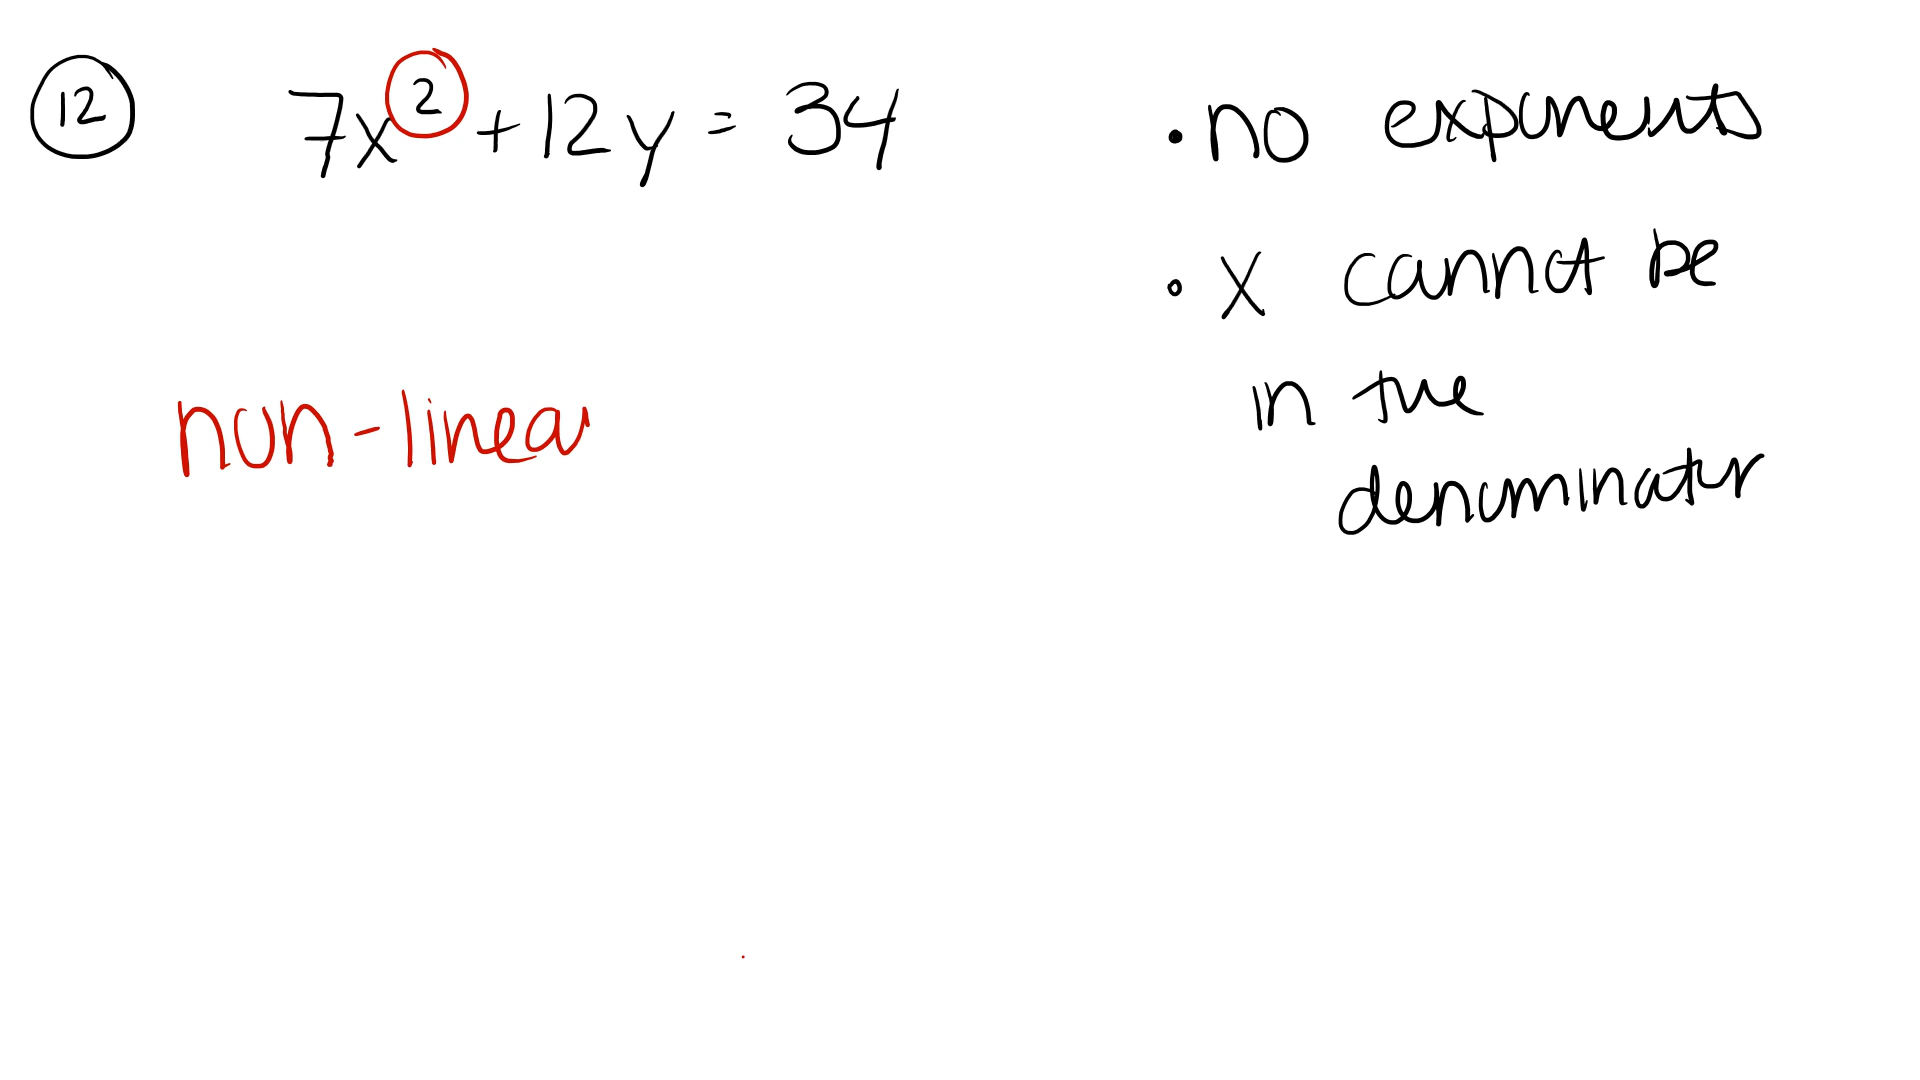 12
7x² + 12y = 34
• no exponents
• x cannot be
in the
denominator
non-linear